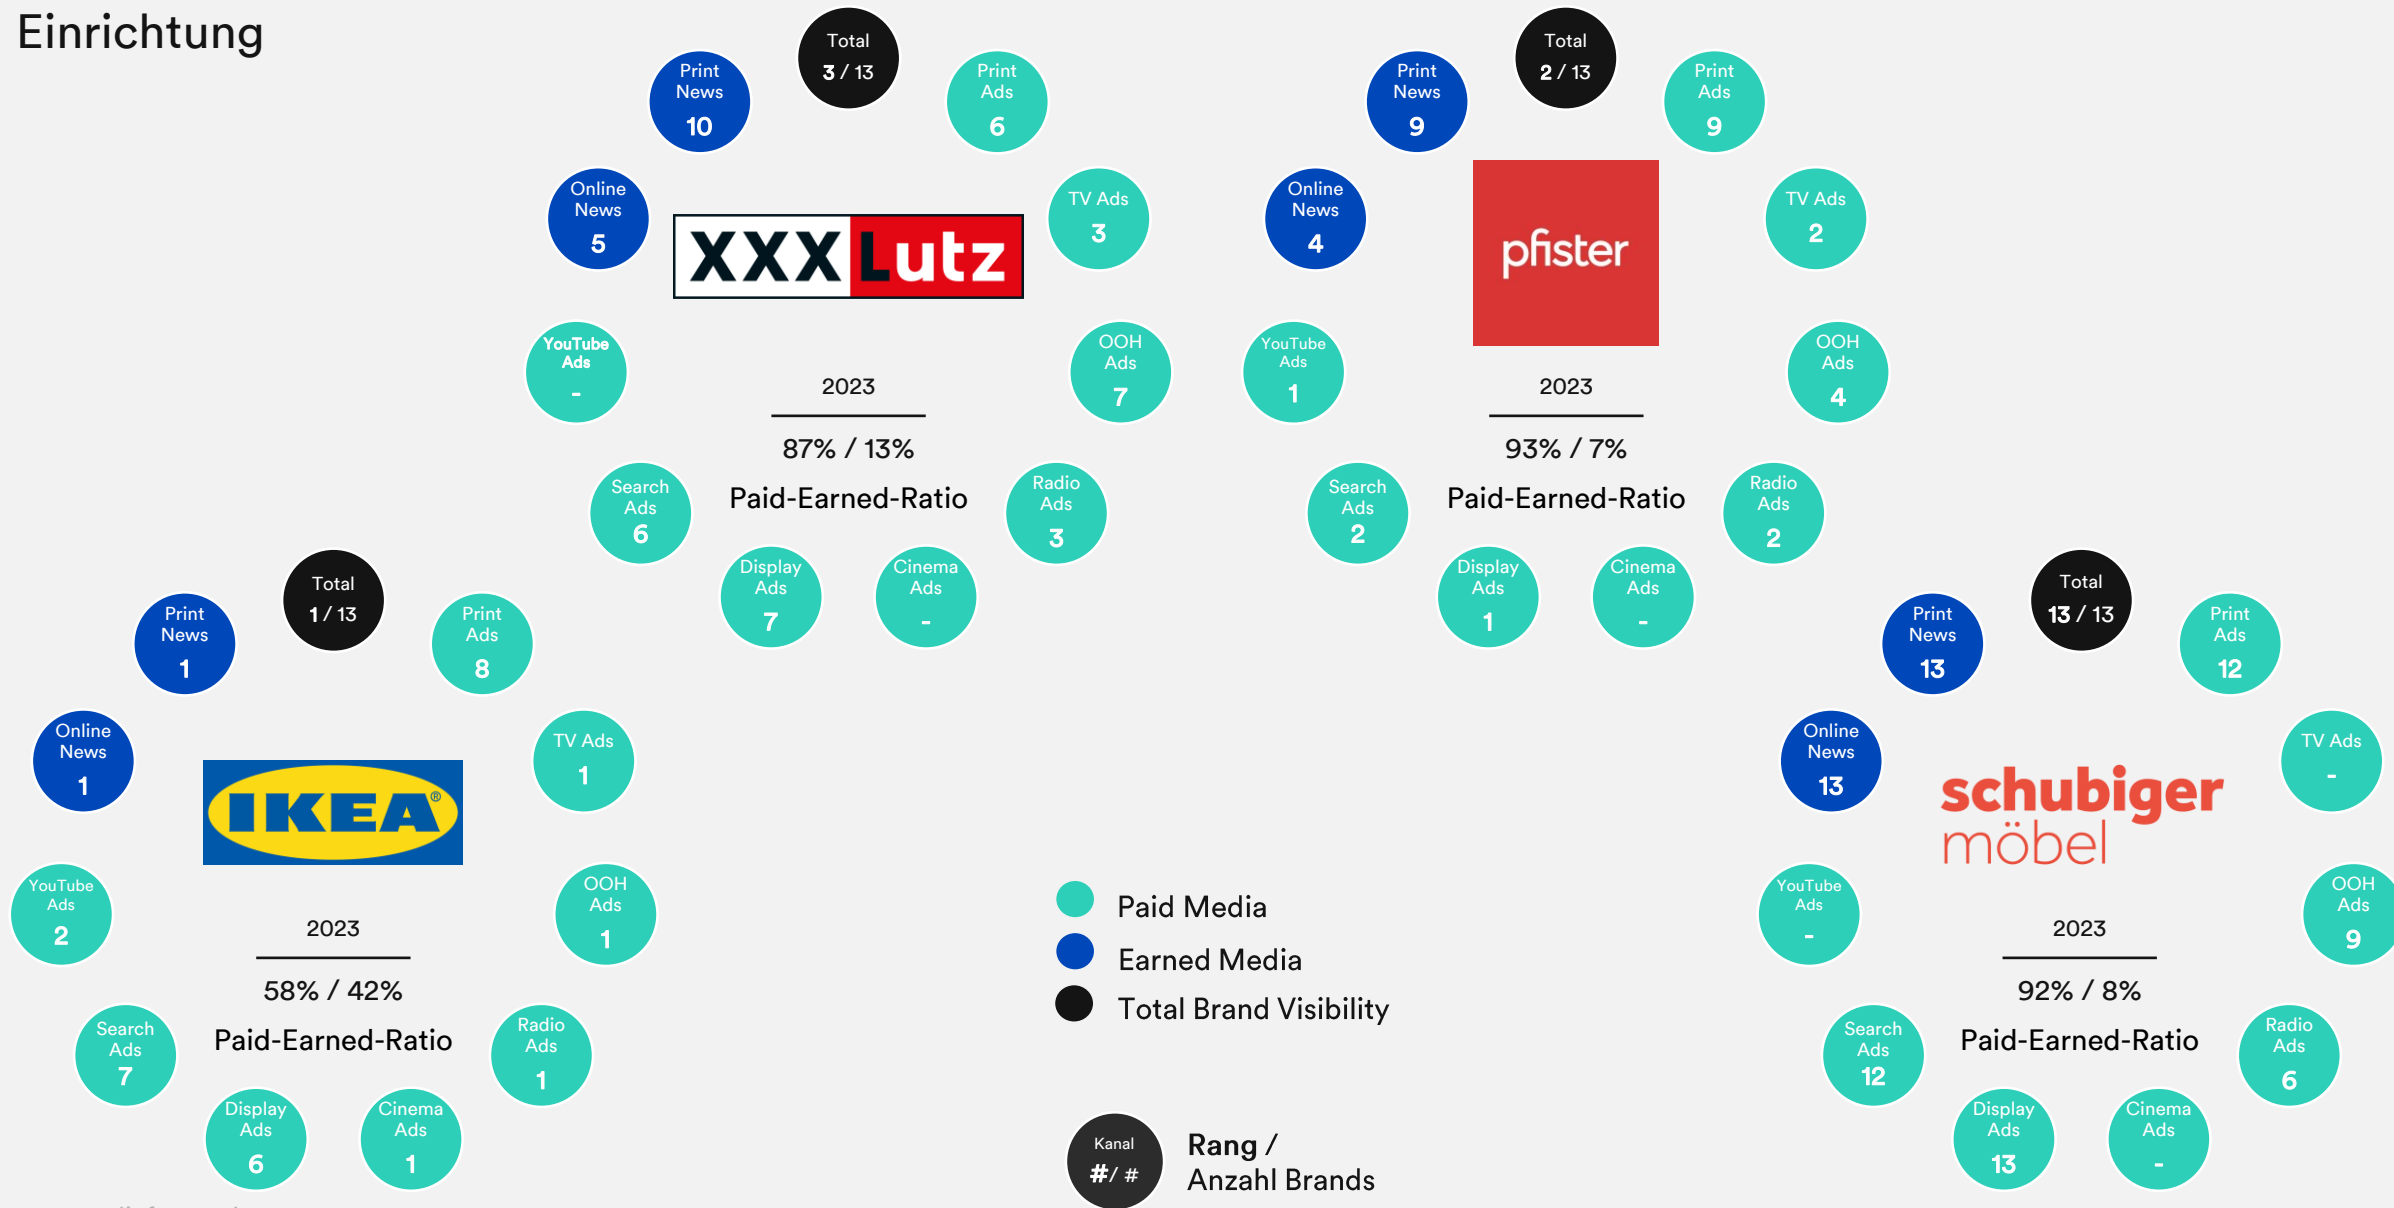 Einrichtung
Total
3 / 13
Print
News
10
Print
Ads
6
Online
News
5
TV Ads
3
XXXLutz
YouTube
Ads
-
OOH
Ads
7
2023
87% / 13%
Paid-Earned-Ratio
Search
Ads
6
Radio
Ads
3
Display
Ads
7
Cinema
Ads
-
Total
2 / 13
Print
News
9
Print
Ads
9
Online
News
4
TV Ads
2
pfister
YouTube
Ads
1
OOH
Ads
4
2023
93% / 7%
Paid-Earned-Ratio
Search
Ads
2
Radio
Ads
2
Display
Ads
1
Cinema
Ads
-
Total
1 / 13
Print
News
1
Print
Ads
8
Online
News
1
TV Ads
1
IKEA®
YouTube
Ads
2
OOH
Ads
1
2023
58% / 42%
Paid-Earned-Ratio
Search
Ads
7
Radio
Ads
1
Display
Ads
6
Cinema
Ads
1
Paid Media
Earned Media
Total Brand Visibility
Kanal
#/ #
Rang /
Anzahl Brands
Total
13 / 13
Print
News
13
Print
Ads
12
Online
News
13
TV Ads
-
schubiger
möbel
YouTube
Ads
-
OOH
Ads
9
2023
92% / 8%
Paid-Earned-Ratio
Search
Ads
12
Radio
Ads
6
Display
Ads
13
Cinema
Ads
-